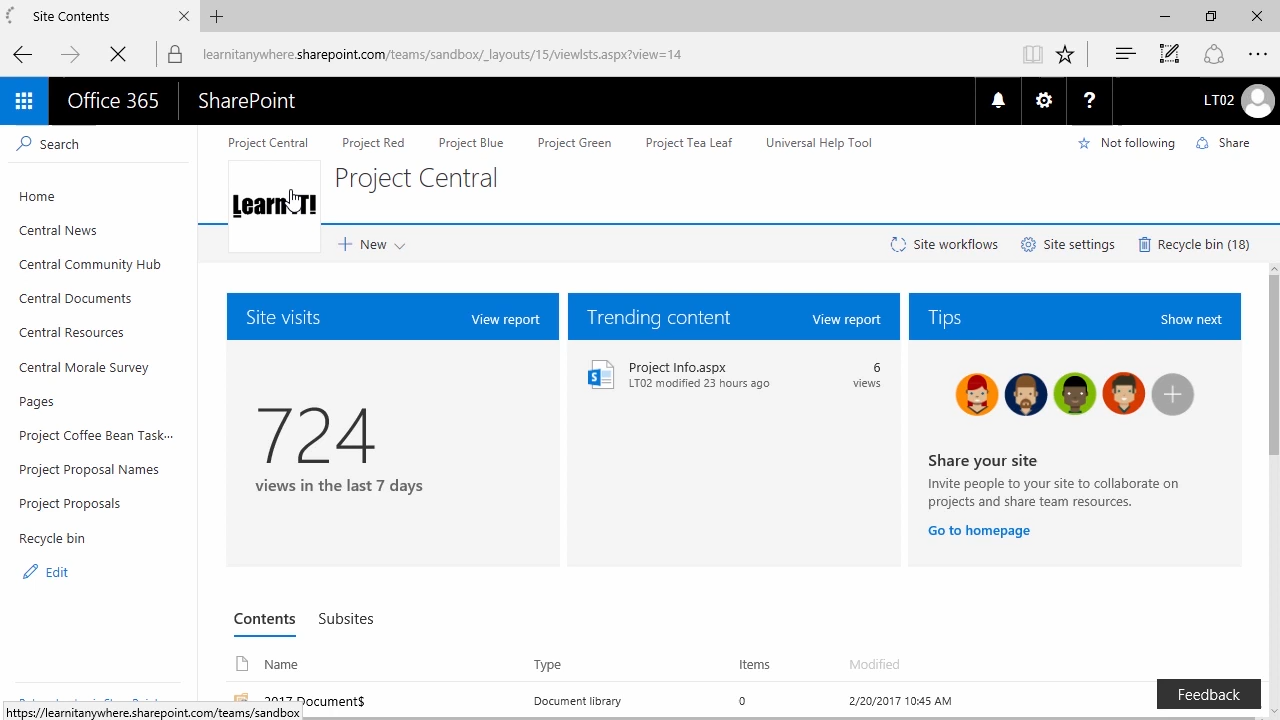 Site Contents
learnitanywhere.sharepoint.com/teams/sandbox/_layouts/15/viewlsts.aspx?view=14
Office 365 SharePoint ? LT02
Search
Project Central Project Red Project Blue Project Green Project Tea Leaf Universal Help Tool Not following Share
Learn iT!
Project Central
+ New Site workflows Site settings Recycle bin (18)
Home
Central News
Central Community Hub
Central Documents
Central Resources
Central Morale Survey
Pages
Project Coffee Bean Task...
Project Proposal Names
Project Proposals
Recycle bin
Edit
Site visits View report
724
views in the last 7 days
Trending content View report
Project Info.aspx 6
LT02 modified 23 hours ago views
Tips Show next
Share your site
Invite people to your site to collaborate on
projects and share team resources.
Go to homepage
Contents Subsites
Name Type Items Modified
2017 Document$ Document library 0 2/20/2017 10:45 AM
Feedback
https://learnitanywhere.sharepoint.com/teams/sandbox